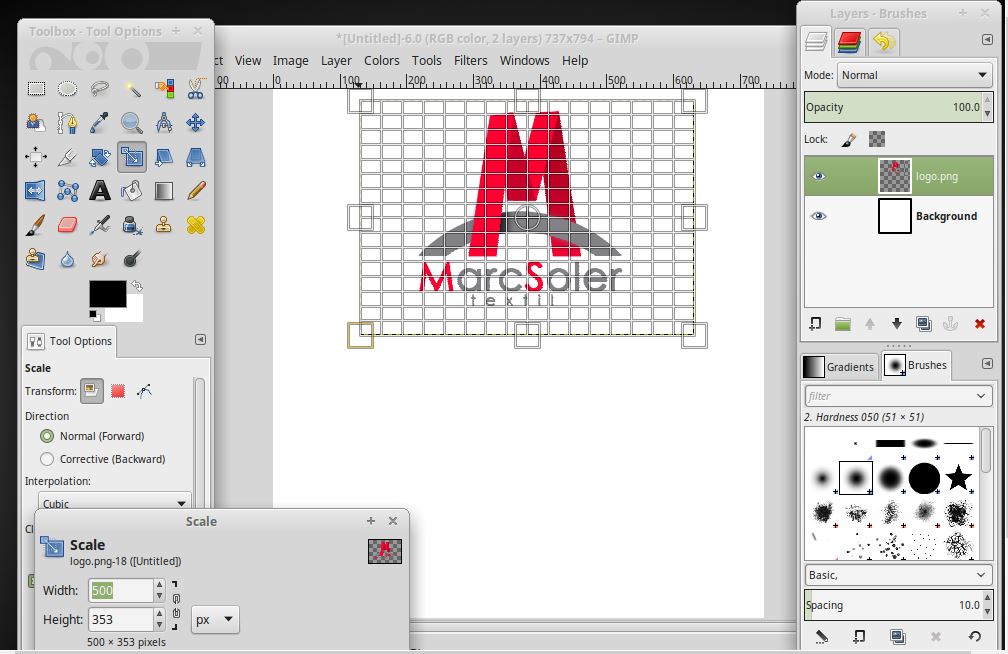 Toolbox - Tool Options
*[Untitled]-6.0 (RGB color, 2 layers) 737x794 – GIMP
ct View Image Layer Colors Tools Filters Windows Help
00 0 100 200 300 400 500 600 700
MarcSoler
textil
Tool Options
Scale
Transform:
Direction
Normal (Forward)
Corrective (Backward)
Interpolation:
Cubic
Scale
Scale
logo.png-18 ([Untitled])
Width: 500
Height: 353
px
500 × 353 pixels
Layers - Brushes
Mode: Normal
Opacity 100.0
Lock:
logo.png
Background
Gradients
Brushes
filter
2. Hardness 050 (51 × 51)
Basic,
Spacing 10.0